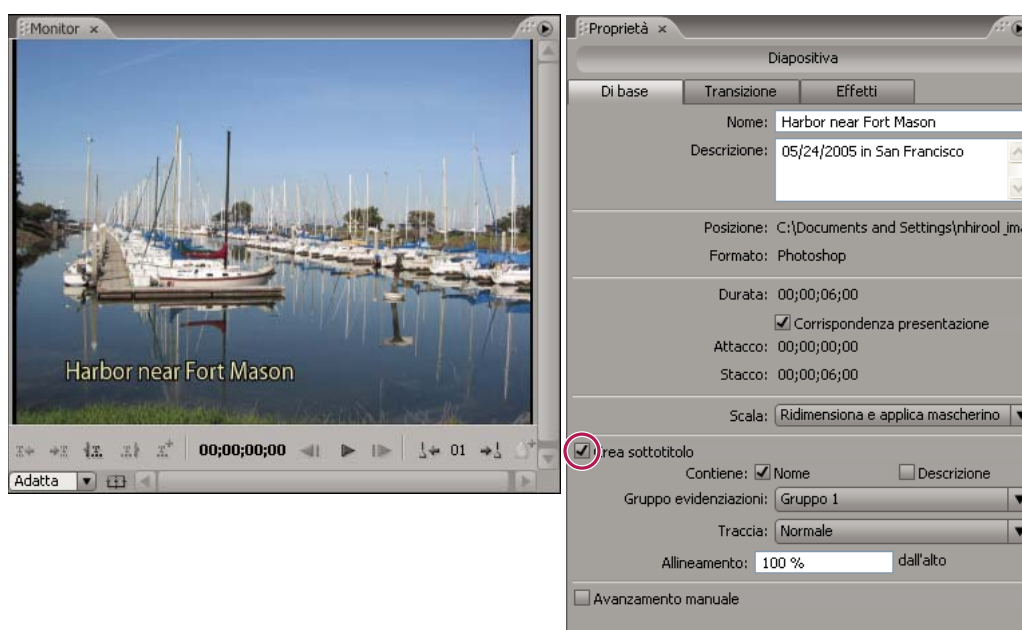 Monitor x
Harbor near Fort Mason
00;00;00;00
01
Adatta
Proprietà x
Diapositiva
Di base Transizione Effetti
Nome: Harbor near Fort Mason
Descrizione: 05/24/2005 in San Francisco
Posizione: C:\Documents and Settings\nhirool_ima
Formato: Photoshop
Durata: 00;00;06;00
Corrispondenza presentazione
Attacco: 00;00;00;00
Stacco: 00;00;06;00
Scala: Ridimensiona e applica mascherino
Crea sottotitolo
Contiene: Nome Descrizione
Gruppo evidenziazioni: Gruppo 1
Traccia: Normale
Allineamento: 100 % dall'alto
Avanzamento manuale